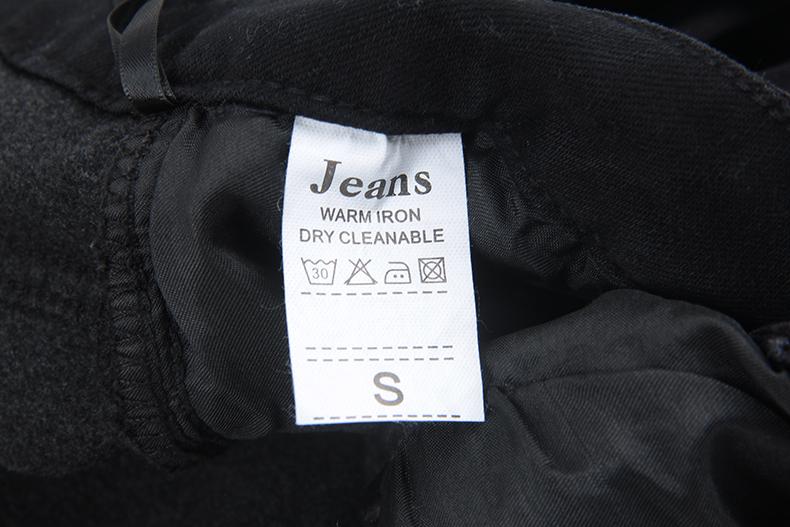 Jeans
WARM IRON
DRY CLEANABLE
30
S